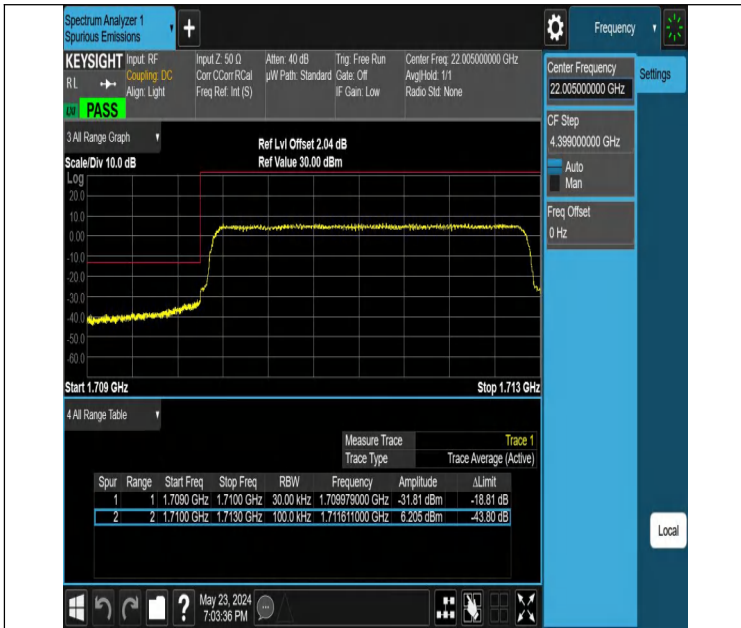 Spectrum Analyzer 1
Spurious Emissions
Frequency
KEYSIGHT
RL
Input: RF
Coupling: DC
Align: Light
Input Z: 50 Ω
Corr CCorr RCal
Freq Ref: Int (S)
Atten: 40 dB
µW Path: Standard
Trig: Free Run
Gate: Off
IF Gain: Low
Center Freq: 22.005000000 GHz
Avg|Hold: 1/1
Radio Std: None
PASS
Center Frequency
22.005000000 GHz
Settings
CF Step
4.399000000 GHz
Auto
Man
Freq Offset
0 Hz
3 All Range Graph
Scale/Div 10.0 dB
Ref Lvl Offset 2.04 dB
Ref Value 30.00 dBm
Log
20.0
10.0
0.00
-10.0
-20.0
-30.0
-40.0
-50.0
-60.0
Start 1.709 GHz
Stop 1.713 GHz
4 All Range Table
Measure Trace Trace 1
Trace Type Trace Average (Active)
Spur Range Start Freq Stop Freq RBW Frequency Amplitude ΔLimit
1 1 1.7090 GHz 1.7100 GHz 30.00 kHz 1.709979000 GHz -31.81 dBm -18.81 dB
2 2 1.7100 GHz 1.7130 GHz 100.0 kHz 1.711611000 GHz 6.205 dBm -43.80 dB
Local
May 23, 2024
7:03:36 PM